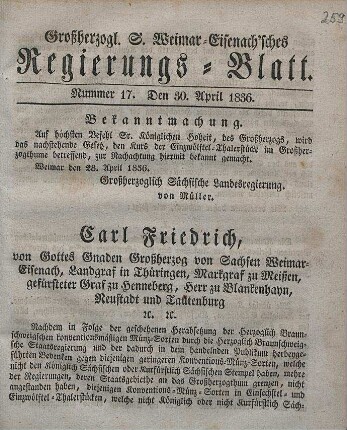 259
Großherzogl. S. Weimar-Eisenach'sches
Regierungs-Blatt.
Nummer 17. Den 30. April 1836.
Bekanntmachung.
Auf höchsten Befehl Sr. Königlichen Hoheit, des Großherzogs, wird
das nachstehende Gesetz, den Kurs der Einzwölftel-Thalerstücke im Großher-
zogthume betreffend, zur Nachachtung hiermit bekannt gemacht.
Weimar den 28. April 1836.
Großherzoglich Sächsische Landesregierung.
von Müller.
Carl Friedrich,
von Gottes Gnaden Großherzog von Sachsen Weimar-
Eisenach, Landgraf in Thüringen, Markgraf zu Meißen,
gefürsteter Graf zu Henneberg, Herr zu Blankenhayn,
Neustadt und Tautenburg
ꝛc. ꝛc.
Nachdem in Folge der geschehenen Herabsetzung der Herzoglich Braun-
schweigischen konventionsmäßigen Münz-Sorten durch die Herzoglich Braunschweig-
ische Staatsregierung und der dadurch in dem handelnden Publikum herbeyge-
führten Bedenken gegen diejenigen geringeren Konventions-Münz-Sorten, welche
nicht den Königlich Sächsischen oder Kurfürstlich Sächsischen Stempel haben, mehre
der Regierungen, deren Staatsgebiethe an das Großherzogthum grenzen, nicht
angestanden haben, diejenigen Konventions-Münz-Sorten in Einsechstel- und
Einzwölftel-Thalerstücken, welche nicht Königlich oder nicht Kurfürstlich Säch-